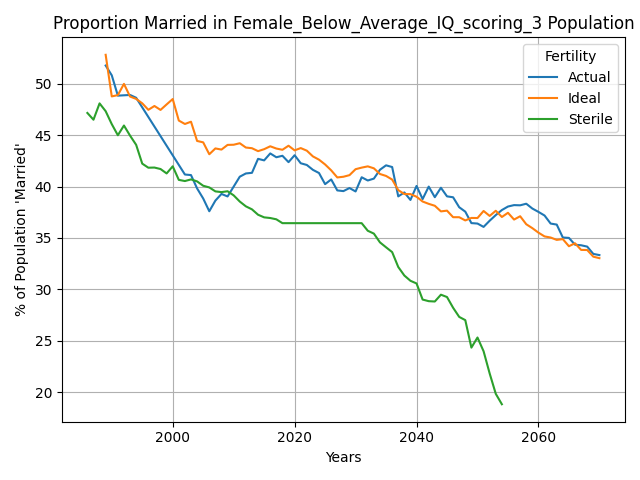 Proportion Married in Female_Below_Average_IQ_scoring_3 Population
Fertility
Actual
Ideal
Sterile
% of Population 'Married'
50
45
40
35
30
25
20
2000
2020
2040
2060
Years